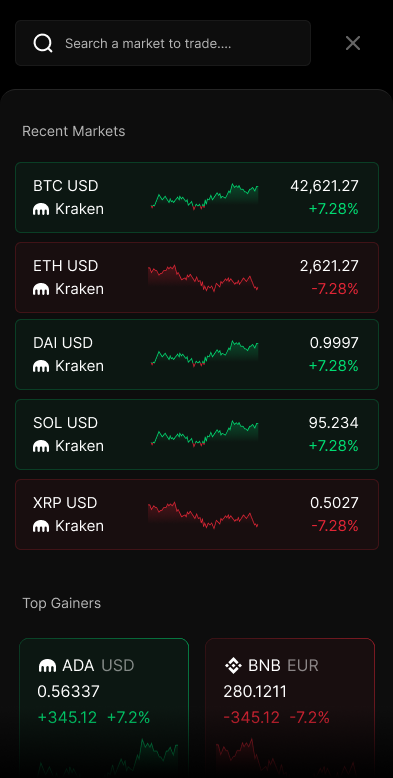 Search a market to trade....
Recent Markets
BTC USD 42,621.27
Kraken +7.28%
ETH USD 2,621.27
Kraken -7.28%
DAI USD 0.9997
Kraken +7.28%
SOL USD 95.234
Kraken +7.28%
XRP USD 0.5027
Kraken -7.28%
Top Gainers
ADA USD
0.56337
+345.12 +7.2%
BNB EUR
280.1211
-345.12 -7.2%